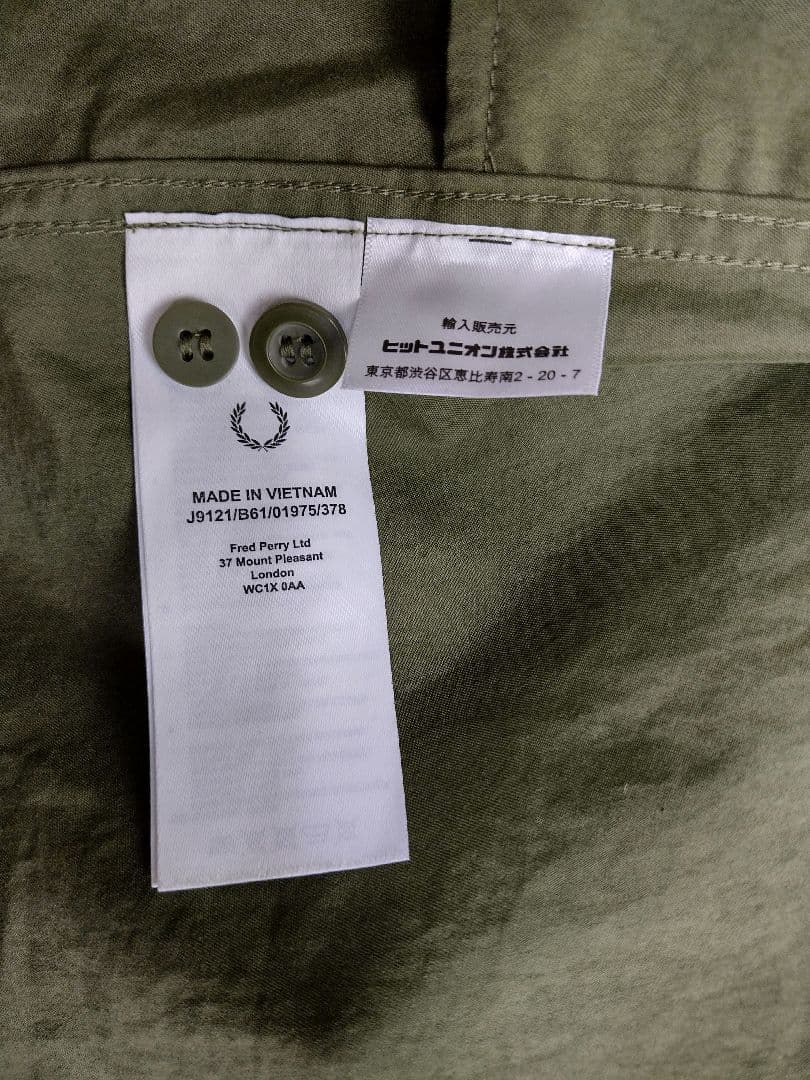 輸入販売元
ヒットユニオン株式会社
東京都渋谷区恵比寿南2-20-7
MADE IN VIETNAM
J9121/B61/01975/378
Fred Perry Ltd
37 Mount Pleasant
London
WC1X 0AA